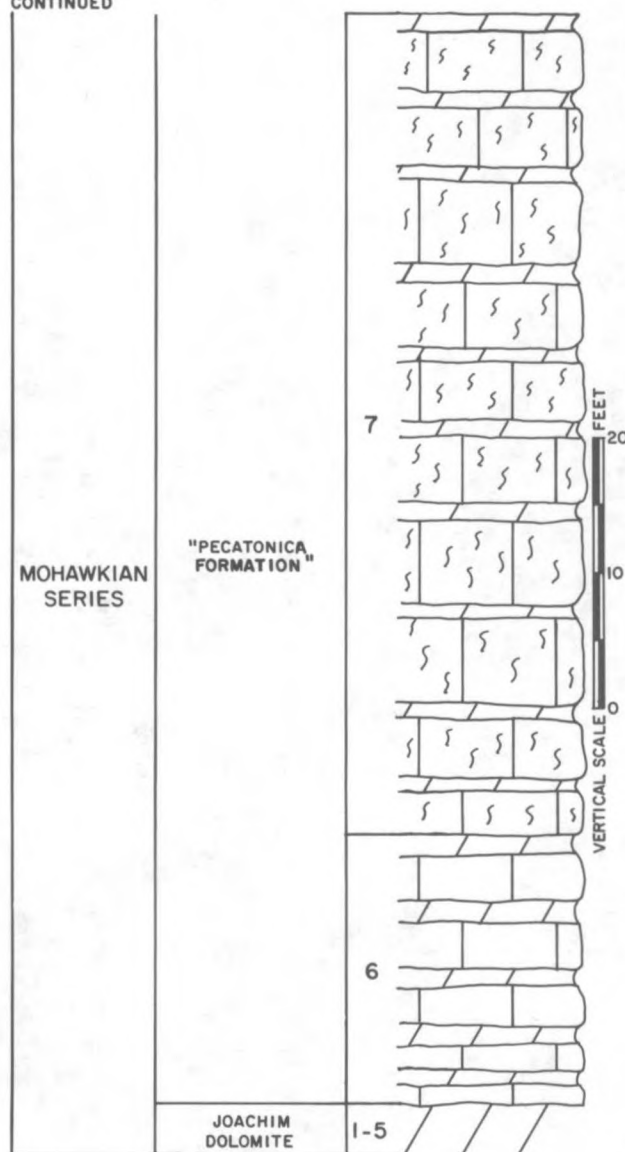 CONTINUED
MOHAWKIAN
SERIES
"PECATONICA
FORMATION"
7
6
JOACHIM
DOLOMITE
1-5
VERTICAL SCALE FEET
20
10
0